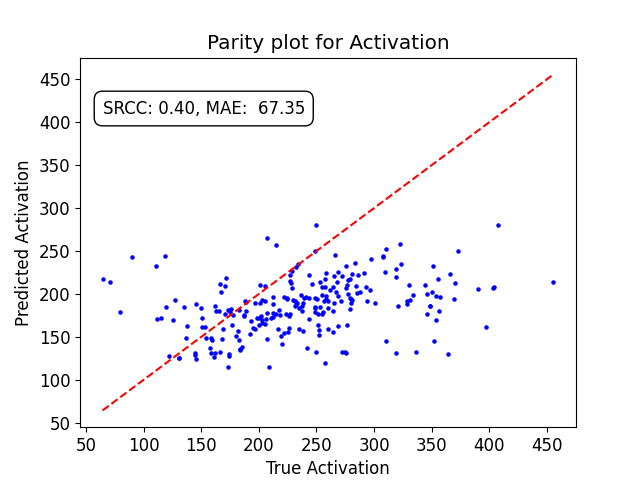 Parity plot for Activation
SRCC: 0.40, MAE:  67.35
Predicted Activation
450
400
350
300
250
200
150
100
50
50 100 150 200 250 300 350 400 450
True Activation